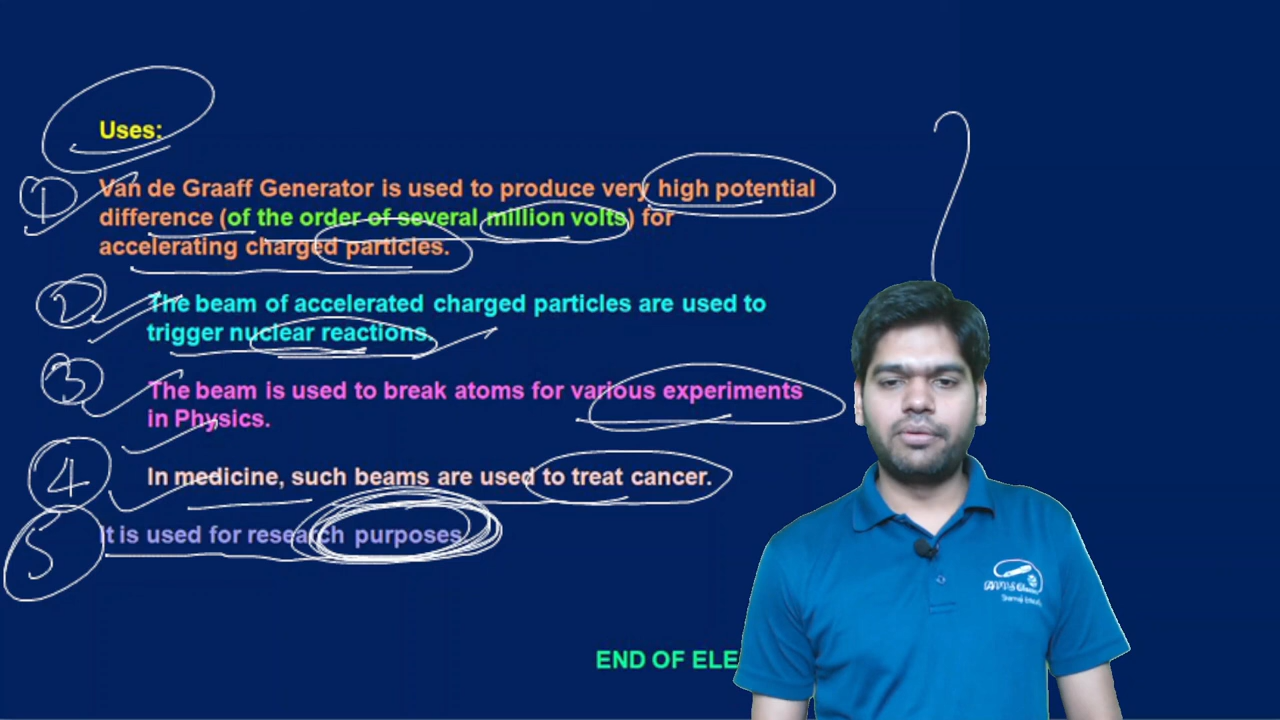 Uses:
① Van de Graaff Generator is used to produce very high potential
difference (of the order of several million volts) for
accelerating charged particles.
② The beam of accelerated charged particles are used to
trigger nuclear reactions.
③ The beam is used to break atoms for various experiments
in Physics.
④ In medicine, such beams are used to treat cancer.
⑤ It is used for research purposes
END OF ELE